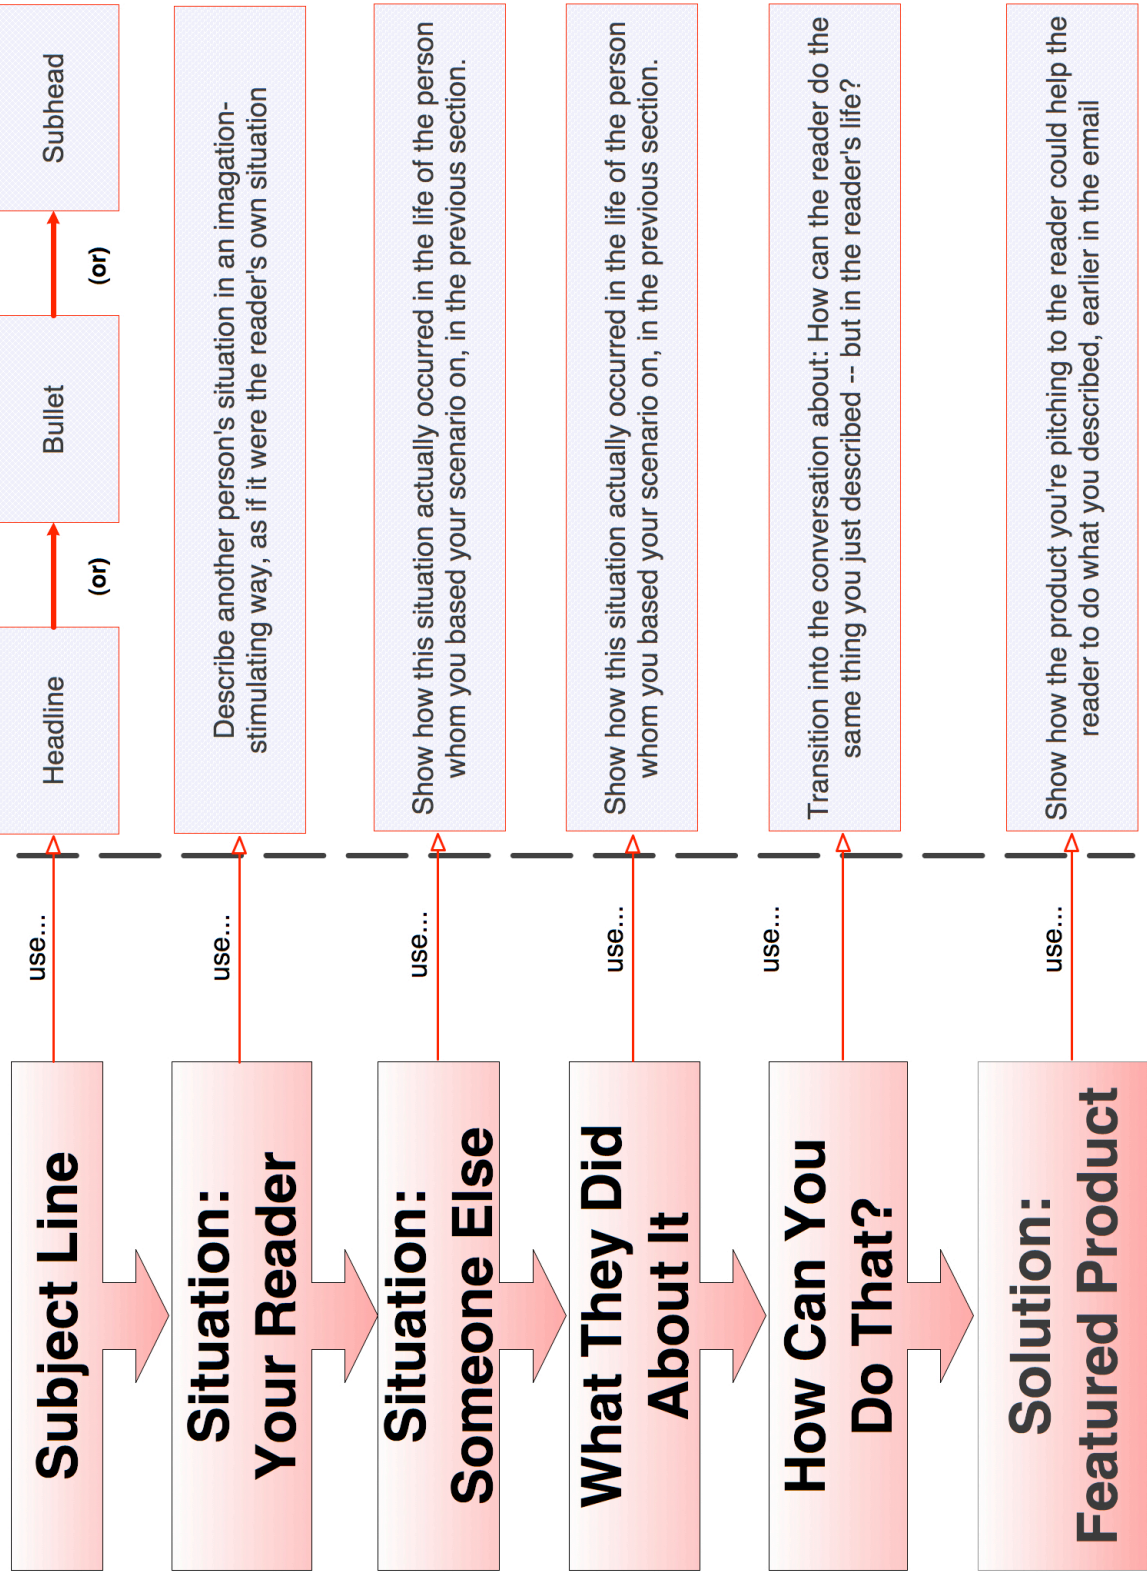 Subject Line
use...
Headline
(or)
Bullet
(or)
Subhead
Situation:
Your Reader
use...
Describe another person's situation in an imagation-
stimulating way, as if it were the reader's own situation
Situation:
Someone Else
use...
Show how this situation actually occurred in the life of the person
whom you based your scenario on, in the previous section.
What They Did
About It
use...
Show how this situation actually occurred in the life of the person
whom you based your scenario on, in the previous section.
How Can You
Do That?
use...
Transition into the conversation about: How can the reader do the
same thing you just described -- but in the reader's life?
Solution:
Featured Product
use...
Show how the product you're pitching to the reader could help the
reader to do what you described, earlier in the email